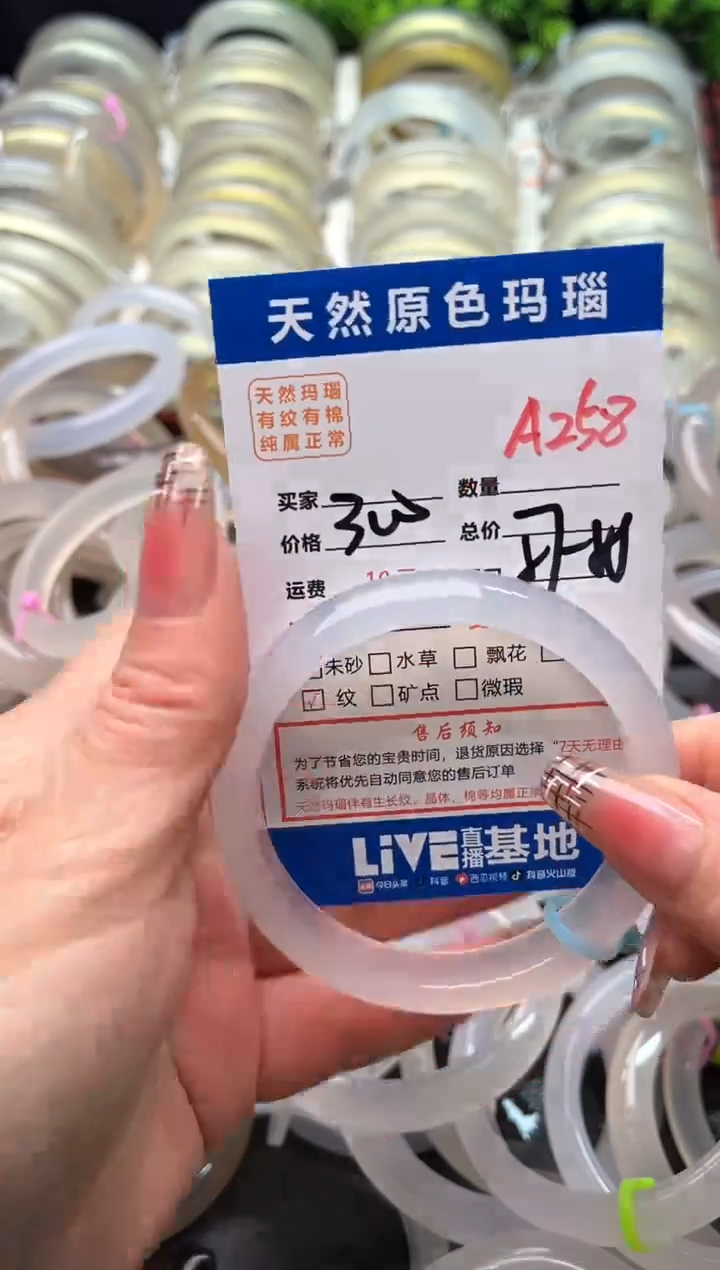 天然原色玛瑙
天然玛瑙
有纹有棉
纯属正常
A258
买家 数量
价格 300 总价
运费
朱砂 水草 飘花
纹 矿点 微瑕
售后须知
为了节省您的宝贵时间，退货原因选择“7天无理由
系统将优先自动同意您的售后订单
天然玛瑙伴有生长纹，晶体，棉等均属正常
LiVE直播基地
今日头条 抖音 西瓜视频 抖音火山版